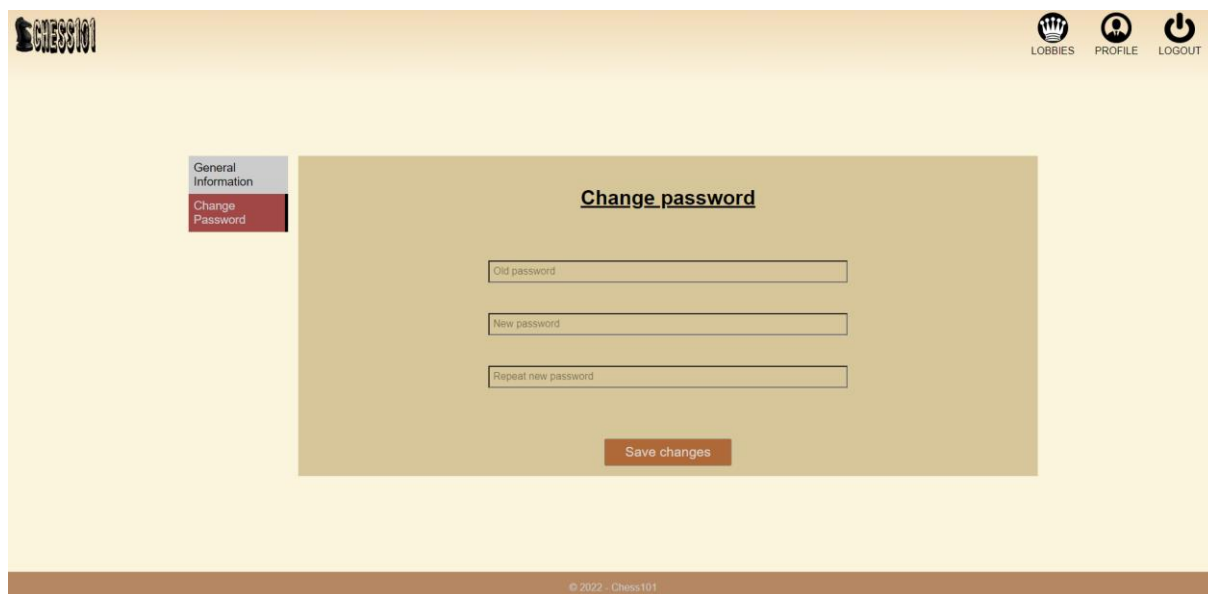 CHESS101
LOBBIES
PROFILE
LOGOUT
General
Information
Change
Password
Change password
Old password
New password
Repeat new password
Save changes
© 2022 - Chess101